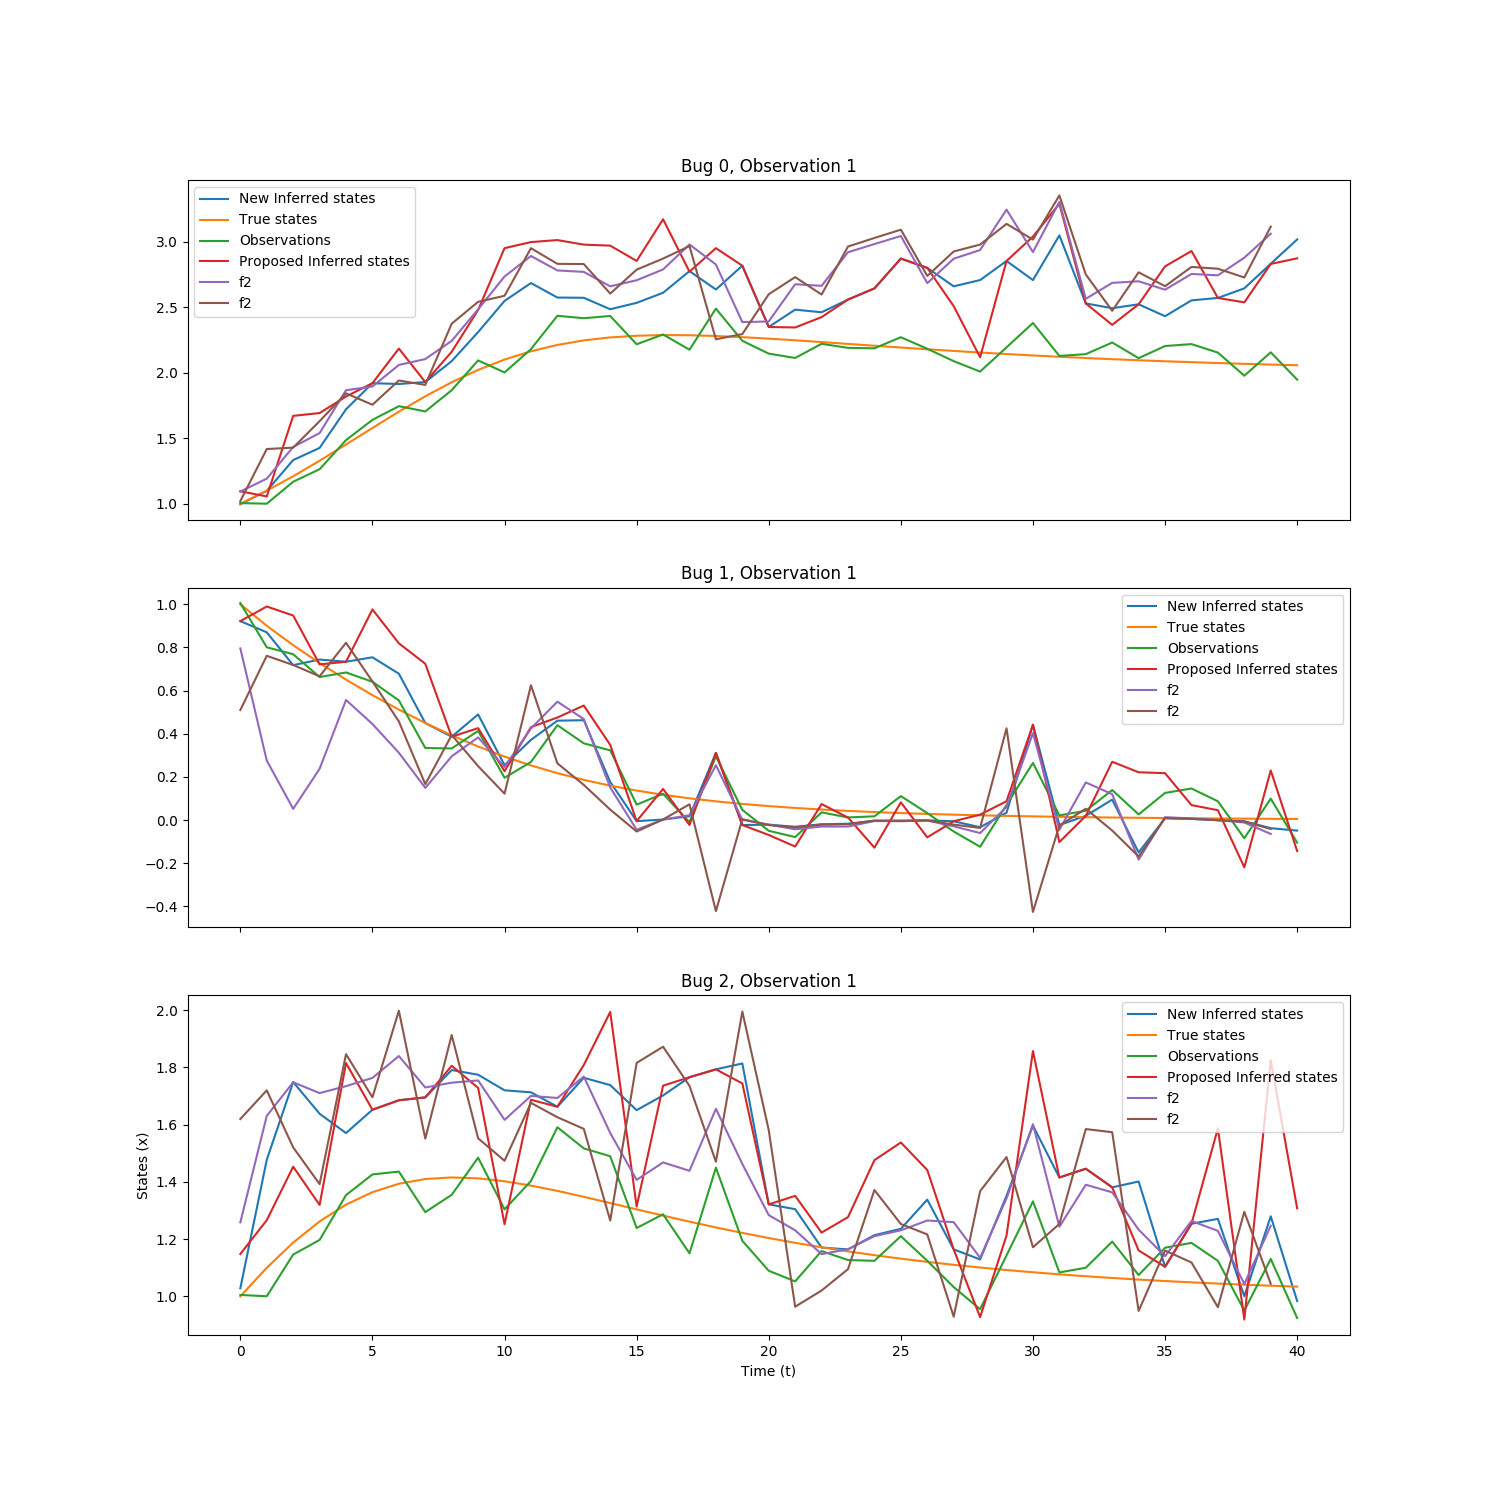 Bug 0, Observation 1
New Inferred states
True states
Observations
Proposed Inferred states
f2
f2
3.0
2.5
2.0
1.5
1.0
Bug 1, Observation 1
New Inferred states
True states
Observations
Proposed Inferred states
f2
f2
1.0
0.8
0.6
0.4
0.2
0.0
−0.2
−0.4
Bug 2, Observation 1
New Inferred states
True states
Observations
Proposed Inferred states
f2
f2
2.0
1.8
1.6
1.4
1.2
1.0
States (x)
0 5 10 15 20 25 30 35 40
Time (t)